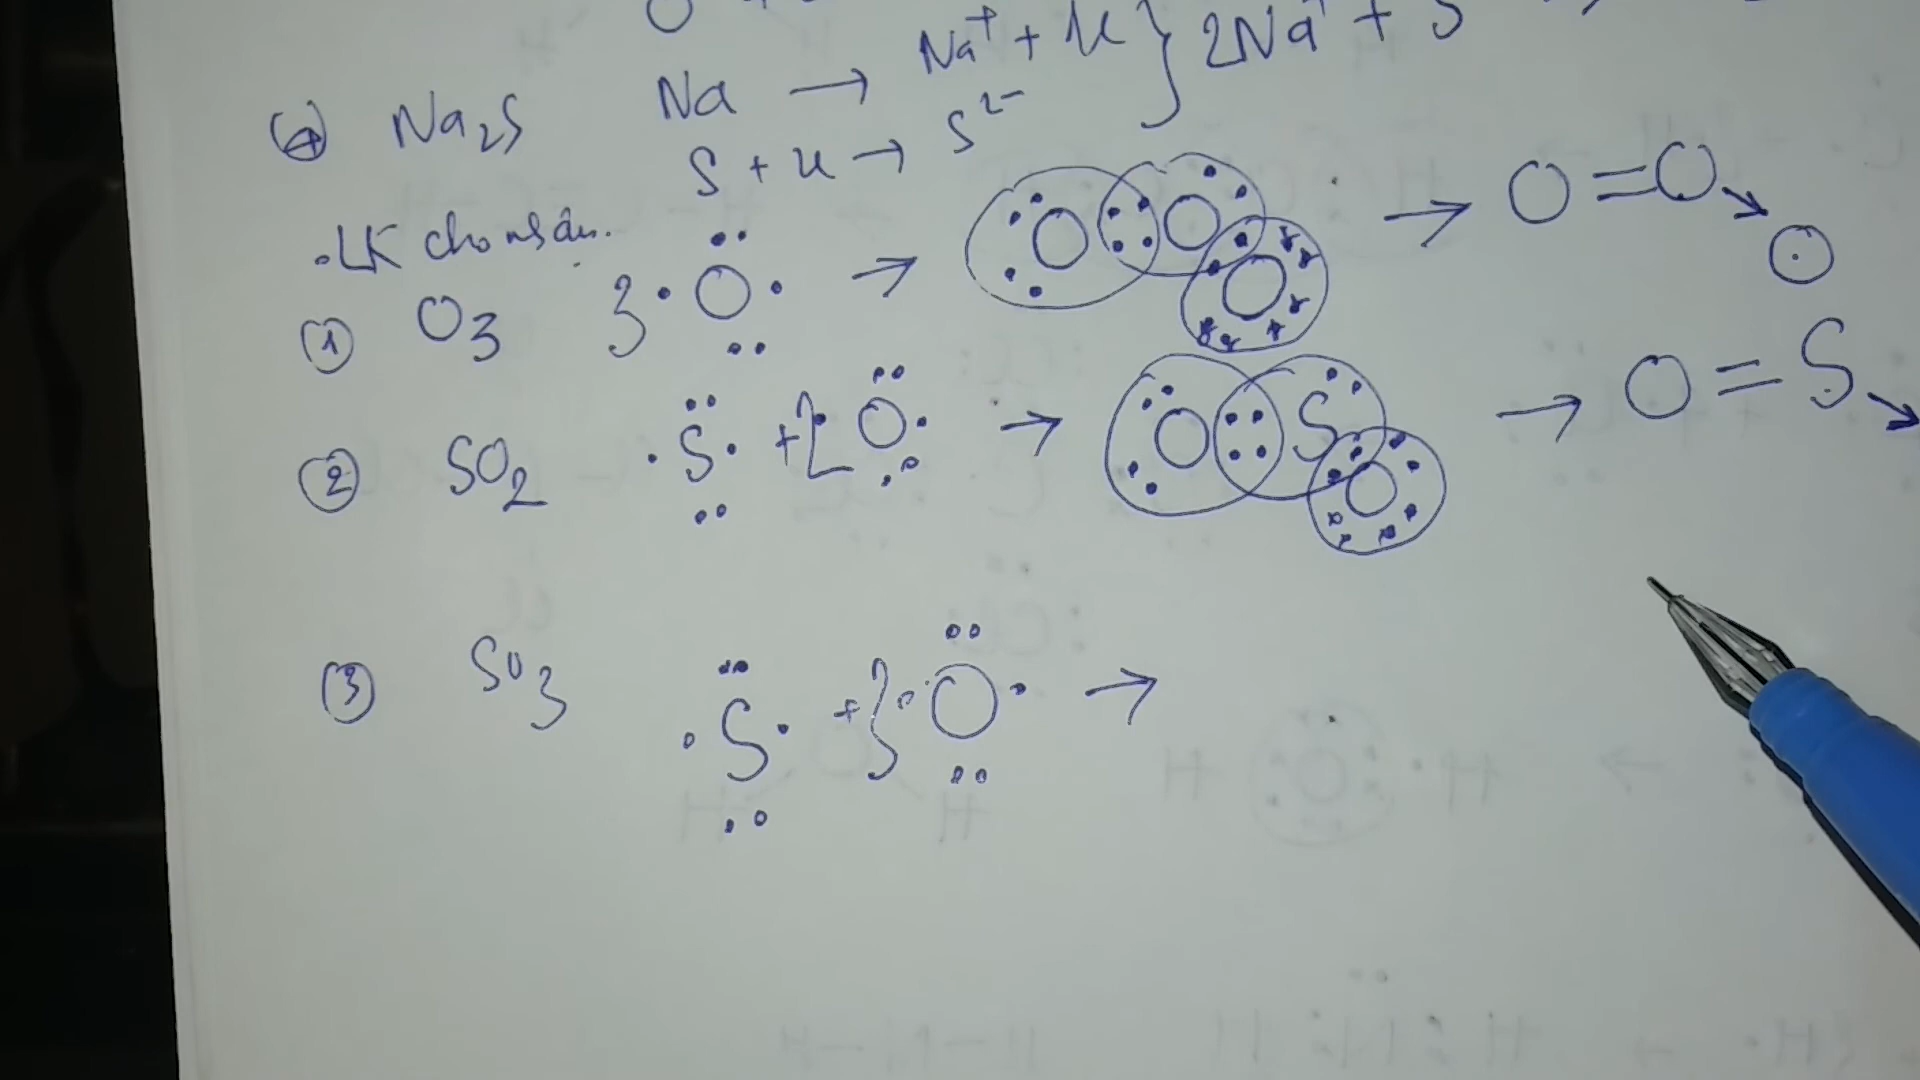 ④ Na₂S Na → Na⁺ + 1e } 2Na⁺ + S
S + 2e → S²⁻
. LK cho nhận.
① O₃ 3 O → O O O → O = O → O
② SO₂ S + 2 O → O S O → O = S →
③ SO₃ S + 3 O →